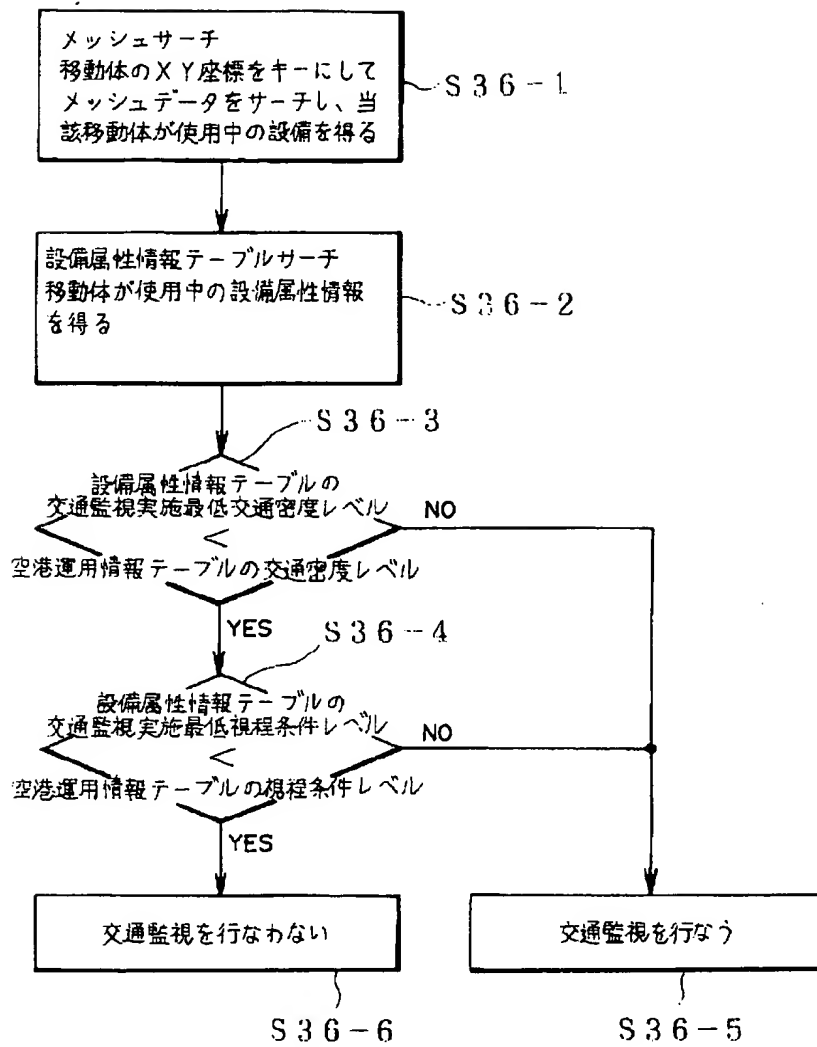 メッシュサーチ
移動体のXY座標をキーにして
メッシュデータをサーチし、当
該移動体が使用中の設備を得る
S36-1
設備属性情報テーブルサーチ
移動体が使用中の設備属性情報
を得る
S36-2
S36-3
設備属性情報テーブルの
交通監視実施最低交通密度レベル
<
空港運用情報テーブルの交通密度レベル
NO
YES
S36-4
設備属性情報テーブルの
交通監視実施最低視程条件レベル
<
空港運用情報テーブルの視程条件レベル
NO
YES
交通監視を行なわない
交通監視を行なう
S36-6
S36-5